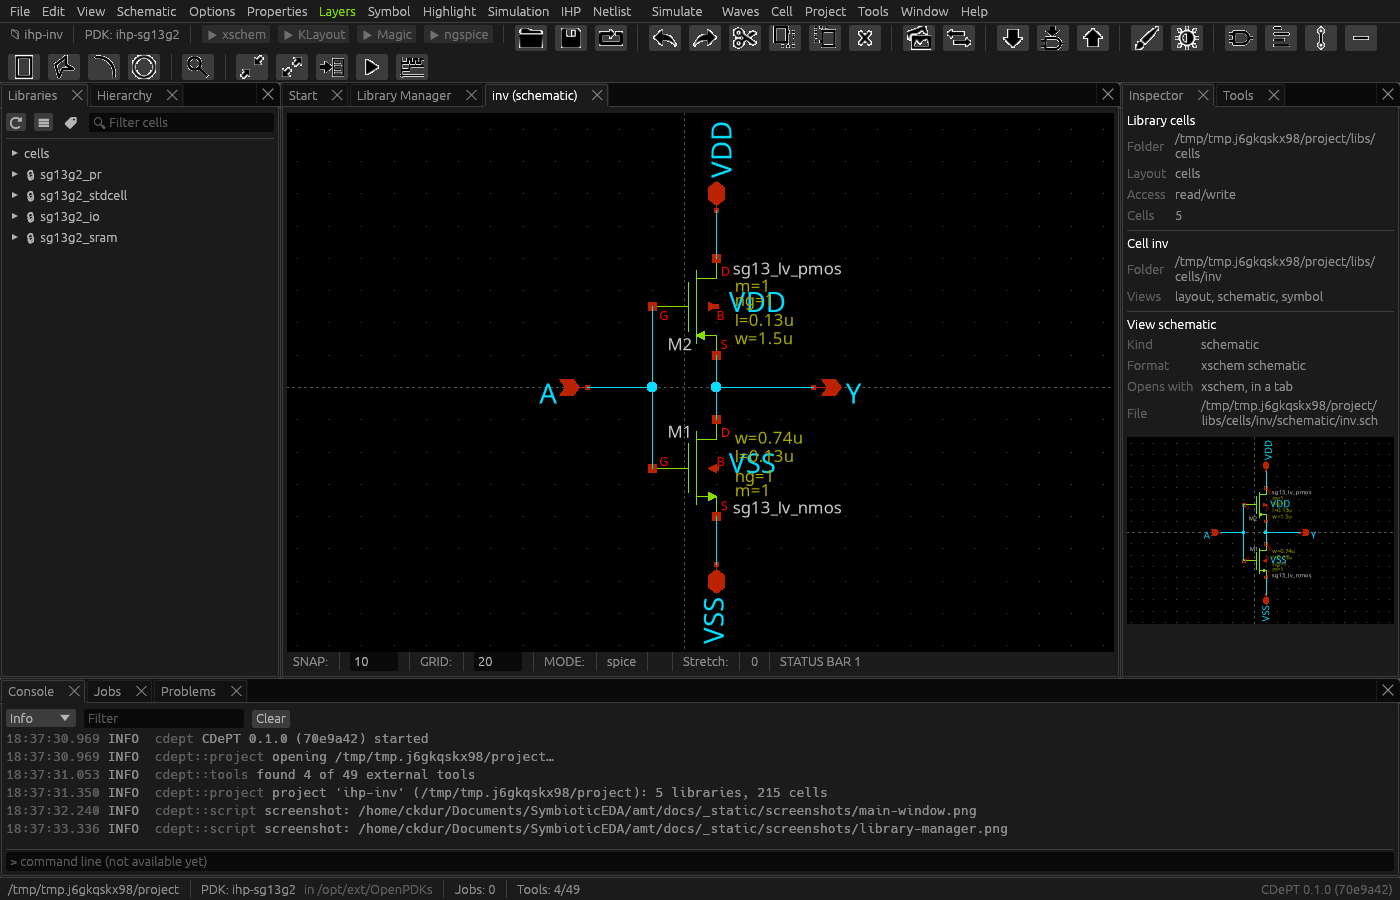 File Edit View Schematic Options Properties Layers Symbol Highlight Simulation IHP Netlist Simulate Waves Cell Project Tools Window Help
ihp-inv PDK: ihp-sg13g2 xschem KLayout Magic ngspice
Libraries Hierarchy
Filter cells
cells
sg13g2_pr
sg13g2_stdcell
sg13g2_io
sg13g2_sram
Start Library Manager inv (schematic)
VDD
D sg13_lv_pmos
m=1
ng=1
VDD
G
B
l=0.13u
w=1.5u
M2
S
A
Y
M1
D
w=0.74u
l=0.13u
G
B
VSS
ng=1
m=1
S
sg13_lv_nmos
VSS
SNAP: 10 GRID: 20 MODE: spice Stretch: 0 STATUS BAR 1
Inspector Tools
Library cells
Folder /tmp/tmp.j6gkqskx98/project/libs/
cells
Layout cells
Access read/write
Cells 5
Cell inv
Folder /tmp/tmp.j6gkqskx98/project/libs/
cells/inv
Views layout, schematic, symbol
View schematic
Kind schematic
Format xschem schematic
Opens with xschem, in a tab
File /tmp/tmp.j6gkqskx98/project/
libs/cells/inv/schematic/inv.sch
VDD
sg13_lv_pmos
VDD
w=1.5u
M2
A
Y
w=0.74u
VSS
m=1
sg13_lv_nmos
VSS
Console Jobs Problems
Info Filter Clear
18:37:30.969 INFO cdept CDePT 0.1.0 (70e9a42) started
18:37:30.969 INFO cdept::project opening /tmp/tmp.j6gkqskx98/project…
18:37:31.053 INFO cdept::tools found 4 of 49 external tools
18:37:31.350 INFO cdept::project project 'ihp-inv' (/tmp/tmp.j6gkqskx98/project): 5 libraries, 215 cells
18:37:32.240 INFO cdept::script screenshot: /home/ckdur/Documents/SymbioticEDA/amt/docs/_static/screenshots/main-window.png
18:37:33.336 INFO cdept::script screenshot: /home/ckdur/Documents/SymbioticEDA/amt/docs/_static/screenshots/library-manager.png
> command line (not available yet)
/tmp/tmp.j6gkqskx98/project PDK: ihp-sg13g2 in /opt/ext/OpenPDKs Jobs: 0 Tools: 4/49 CDePT 0.1.0 (70e9a42)